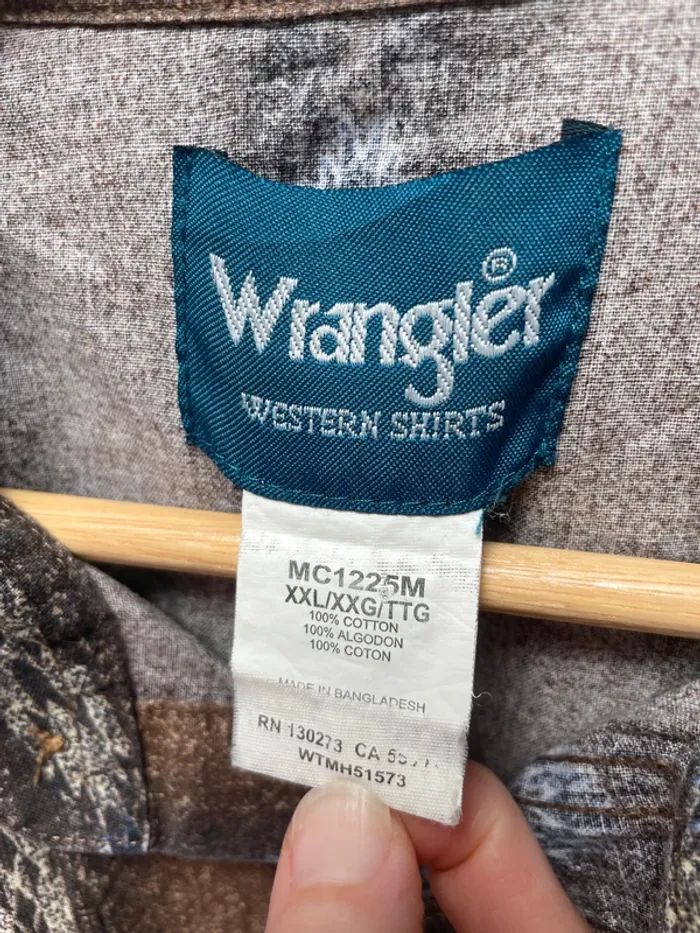 Wrangler®
WESTERN SHIRTS
MC1225M
XXL/XXG/TTG
100% COTTON
100% ALGODON
100% COTON
MADE IN BANGLADESH
RN 130273 CA
WTMH51573